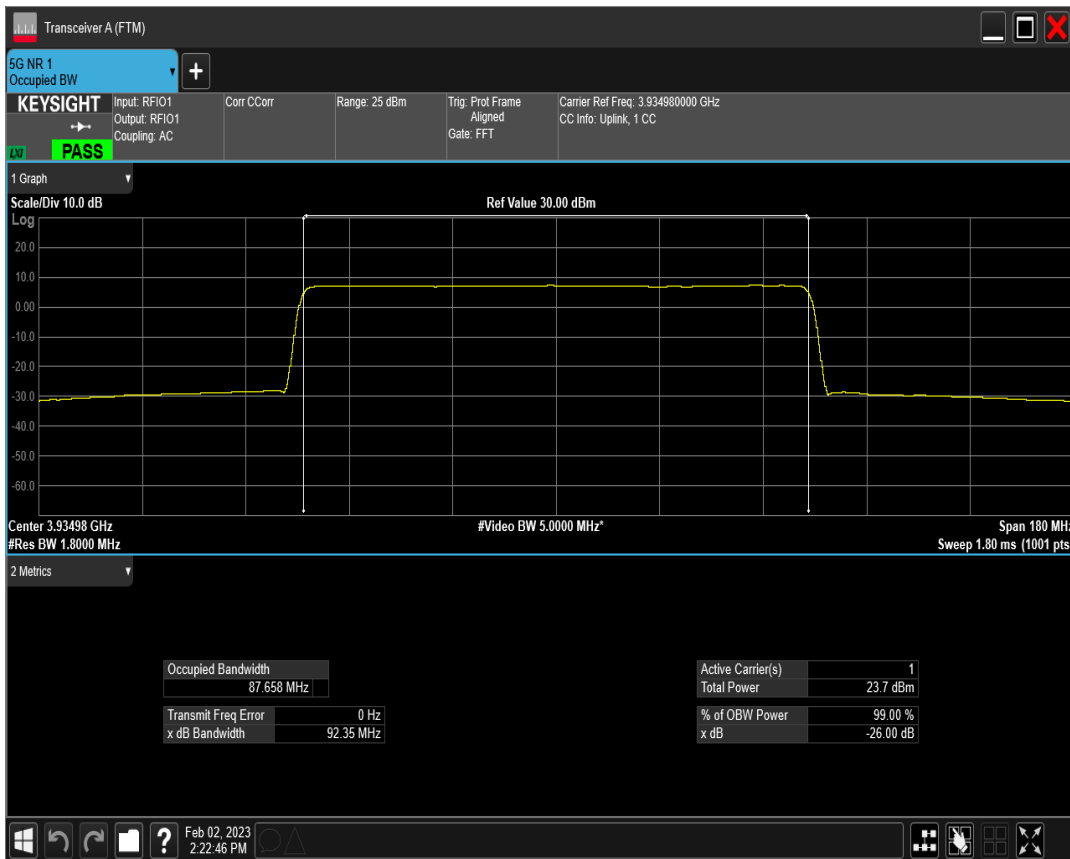 Transceiver A (FTM)
5G NR 1
Occupied BW
+
KEYSIGHT
LXI
PASS
Input: RFIO1
Output: RFIO1
Coupling: AC
Corr CCorr
Range: 25 dBm
Trig: Prot Frame
Aligned
Gate: FFT
Carrier Ref Freq: 3.934980000 GHz
CC Info: Uplink, 1 CC
1 Graph
Scale/Div 10.0 dB
Ref Value 30.00 dBm
Log
20.0
10.0
0.00
-10.0
-20.0
-30.0
-40.0
-50.0
-60.0
Center 3.93498 GHz
#Video BW 5.0000 MHz*
Span 180 MHz
#Res BW 1.8000 MHz
Sweep 1.80 ms (1001 pts
2 Metrics
Occupied Bandwidth
87.658 MHz
Transmit Freq Error 0 Hz
x dB Bandwidth 92.35 MHz
Active Carrier(s) 1
Total Power 23.7 dBm
% of OBW Power 99.00 %
x dB -26.00 dB
?
Feb 02, 2023
2:22:46 PM